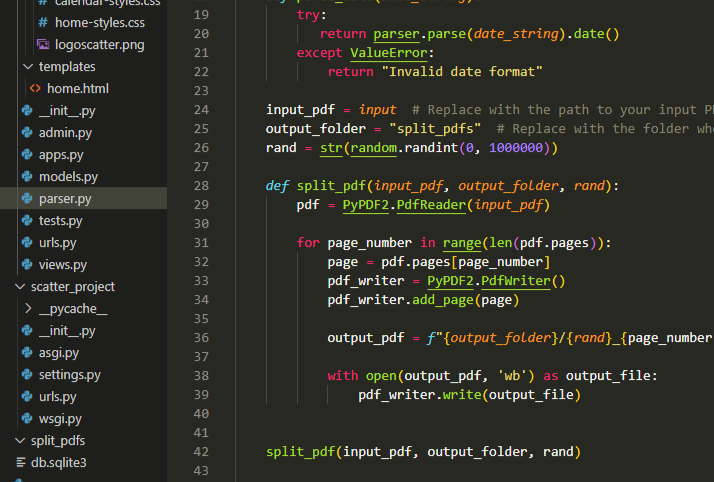 calendar-styles.css
# home-styles.css
logoscatter.png
templates
<> home.html
__init__.py
admin.py
apps.py
models.py
parser.py
tests.py
urls.py
views.py
scatter_project
__pycache__
__init__.py
asgi.py
settings.py
urls.py
wsgi.py
split_pdfs
db.sqlite3
19 try:
20 return parser.parse(date_string).date()
21 except ValueError:
22 return "Invalid date format"
23
24 input_pdf = input # Replace with the path to your input
25 output_folder = "split_pdfs" # Replace with the folder
26 rand = str(random.randint(0, 1000000))
27
28 def split_pdf(input_pdf, output_folder, rand):
29 pdf = PyPDF2.PdfReader(input_pdf)
30
31 for page_number in range(len(pdf.pages)):
32 page = pdf.pages[page_number]
33 pdf_writer = PyPDF2.PdfWriter()
34 pdf_writer.add_page(page)
35
36 output_pdf = f"{output_folder}/{rand}_{page_number
37
38 with open(output_pdf, 'wb') as output_file:
39 pdf_writer.write(output_file)
40
41
42 split_pdf(input_pdf, output_folder, rand)
43